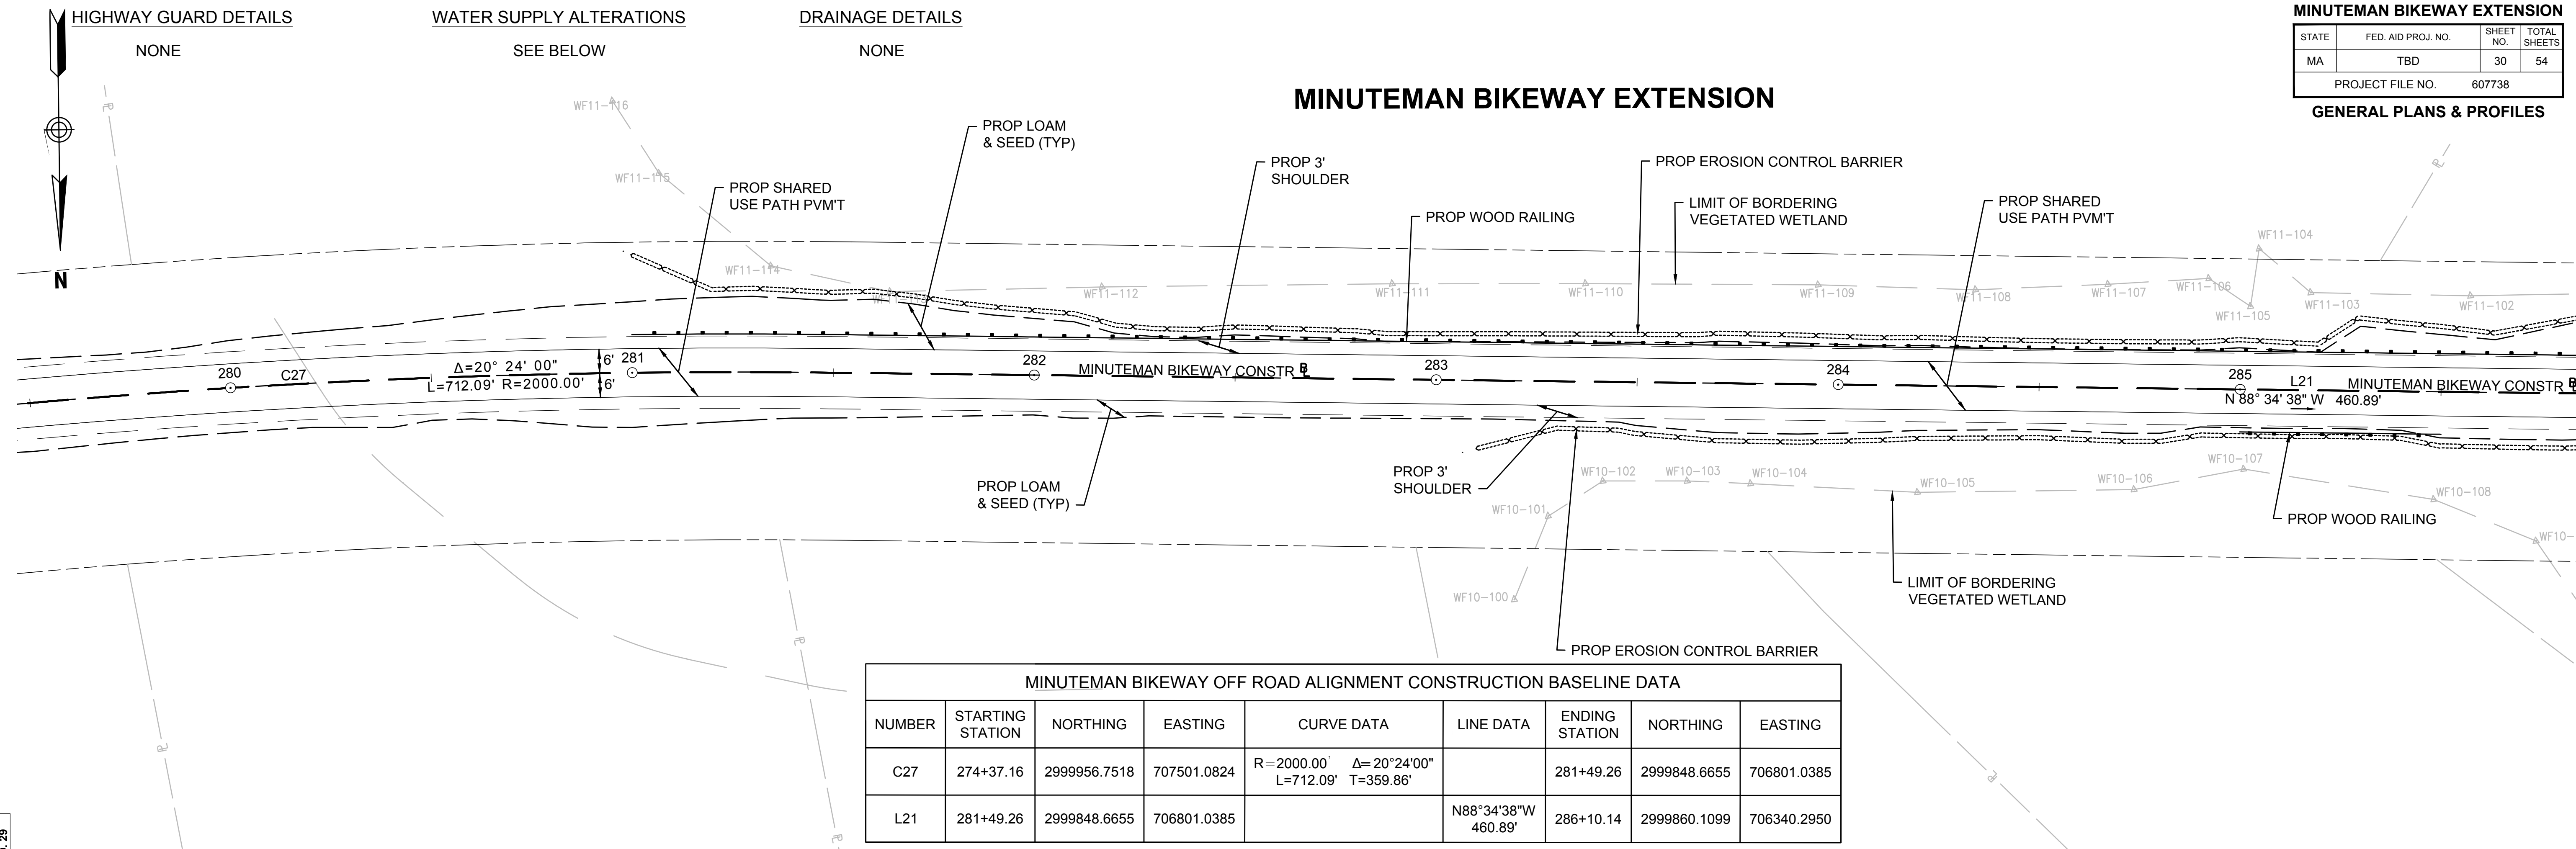 HIGHWAY GUARD DETAILS
NONE
WATER SUPPLY ALTERATIONS
SEE BELOW
DRAINAGE DETAILS
NONE
MINUTEMAN BIKEWAY EXTENSION
STATE FED. AID PROJ. NO. SHEET NO. TOTAL SHEETS
MA TBD 30 54
PROJECT FILE NO. 607738
GENERAL PLANS & PROFILES
MINUTEMAN BIKEWAY EXTENSION
N
WF11-116
WF11-115
WF11-114
PROP SHARED
USE PATH PVM'T
PROP LOAM
& SEED (TYP)
PROP 3'
SHOULDER
PROP WOOD RAILING
PROP EROSION CONTROL BARRIER
LIMIT OF BORDERING
VEGETATED WETLAND
PROP SHARED
USE PATH PVM'T
WF11-112
WF11-111
WF11-110
WF11-109
WF11-108
WF11-107
WF11-106
WF11-105
WF11-104
WF11-103
WF11-102
280
C27
Δ=20° 24' 00"
L=712.09' R=2000.00'
6'
6'
281
282
MINUTEMAN BIKEWAY CONSTR BL
283
284
285
L21
N 88° 34' 38" W 460.89'
MINUTEMAN BIKEWAY CONSTR B
PROP LOAM
& SEED (TYP)
PROP 3'
SHOULDER
WF10-100
WF10-101
WF10-102
WF10-103
WF10-104
WF10-105
WF10-106
WF10-107
WF10-108
WF10-
PROP WOOD RAILING
LIMIT OF BORDERING
VEGETATED WETLAND
PROP EROSION CONTROL BARRIER
PL
PL
PL
PL
PL
PL
MINUTEMAN BIKEWAY OFF ROAD ALIGNMENT CONSTRUCTION BASELINE DATA
NUMBER STARTING STATION NORTHING EASTING CURVE DATA LINE DATA ENDING STATION NORTHING EASTING
C27 274+37.16 2999956.7518 707501.0824 R=2000.00' Δ=20°24'00" L=712.09' T=359.86' 281+49.26 2999848.6655 706801.0385
L21 281+49.26 2999848.6655 706801.0385 N88°34'38"W 460.89' 286+10.14 2999860.1099 706340.2950
. 29